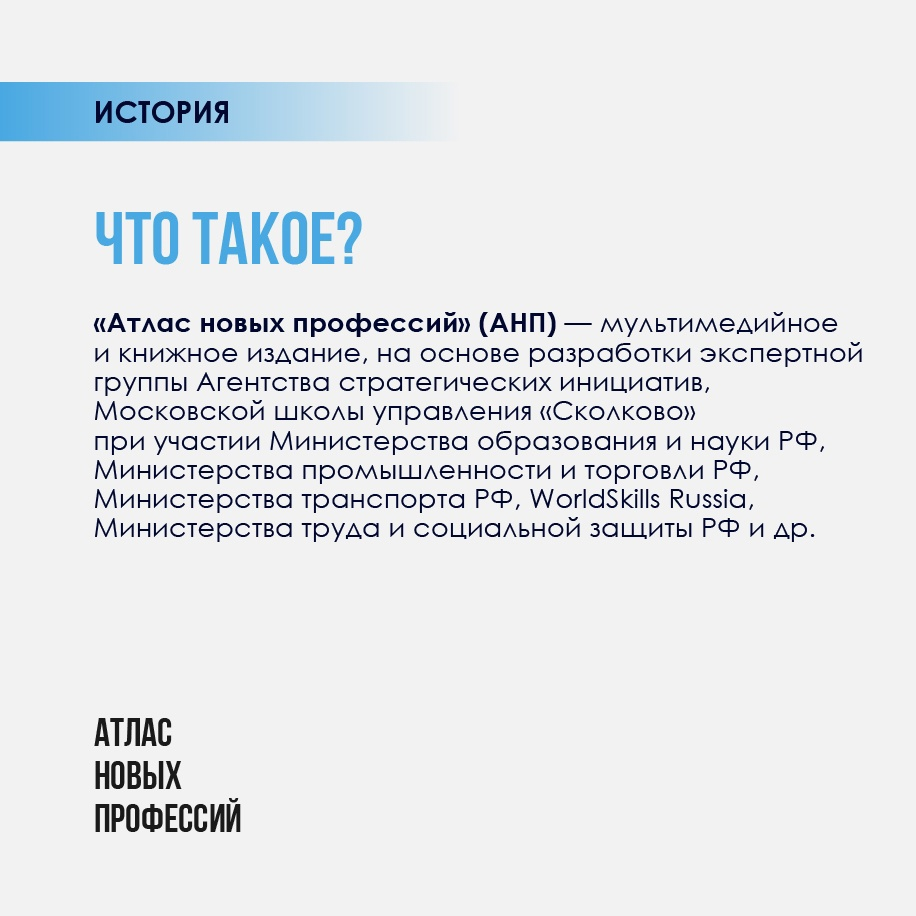 ИСТОРИЯ
ЧТО ТАКОЕ?
«Атлас новых профессий» (АНП) — мультимедийное
и книжное издание, на основе разработки экспертной
группы Агентства стратегических инициатив,
Московской школы управления «Сколково»
при участии Министерства образования и науки РФ,
Министерства промышленности и торговли РФ,
Министерства транспорта РФ, WorldSkills Russia,
Министерства труда и социальной защиты РФ и др.
АТЛАС
НОВЫХ
ПРОФЕССИЙ